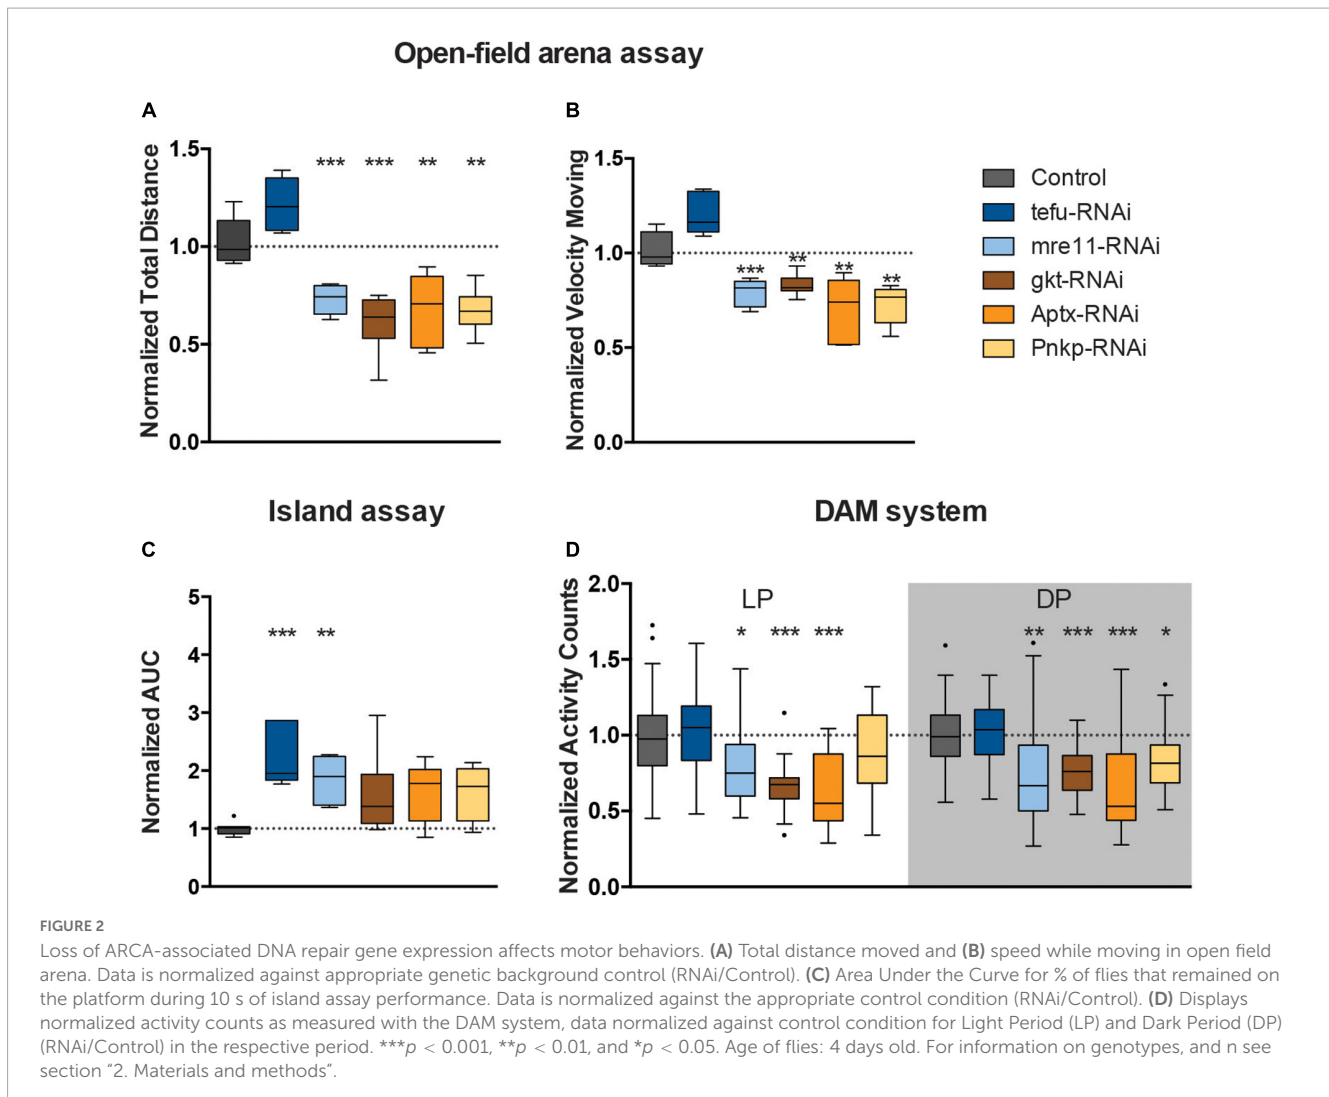 Open-field arena assay
A
Normalized Total Distance
1.5
1.0
0.5
0.0
*** *** ** **
B
Normalized Velocity Moving
1.5
1.0
0.5
0.0
*** ** ** **
Control
tefu-RNAi
mre11-RNAi
gkt-RNAi
Aptx-RNAi
Pnkp-RNAi
Island assay
C
Normalized AUC
5
4
3
2
1
0
*** **
DAM system
D
Normalized Activity Counts
2.0
1.5
1.0
0.5
0.0
LP
* *** ***
DP
** *** *** *
FIGURE 2
Loss of ARCA-associated DNA repair gene expression affects motor behaviors. (A) Total distance moved and (B) speed while moving in open field
arena. Data is normalized against appropriate genetic background control (RNAi/Control). (C) Area Under the Curve for % of flies that remained on
the platform during 10 s of island assay performance. Data is normalized against the appropriate control condition (RNAi/Control). (D) Displays
normalized activity counts as measured with the DAM system, data normalized against control condition for Light Period (LP) and Dark Period (DP)
(RNAi/Control) in the respective period. ***p < 0.001, **p < 0.01, and *p < 0.05. Age of flies: 4 days old. For information on genotypes, and n see
section "2. Materials and methods".